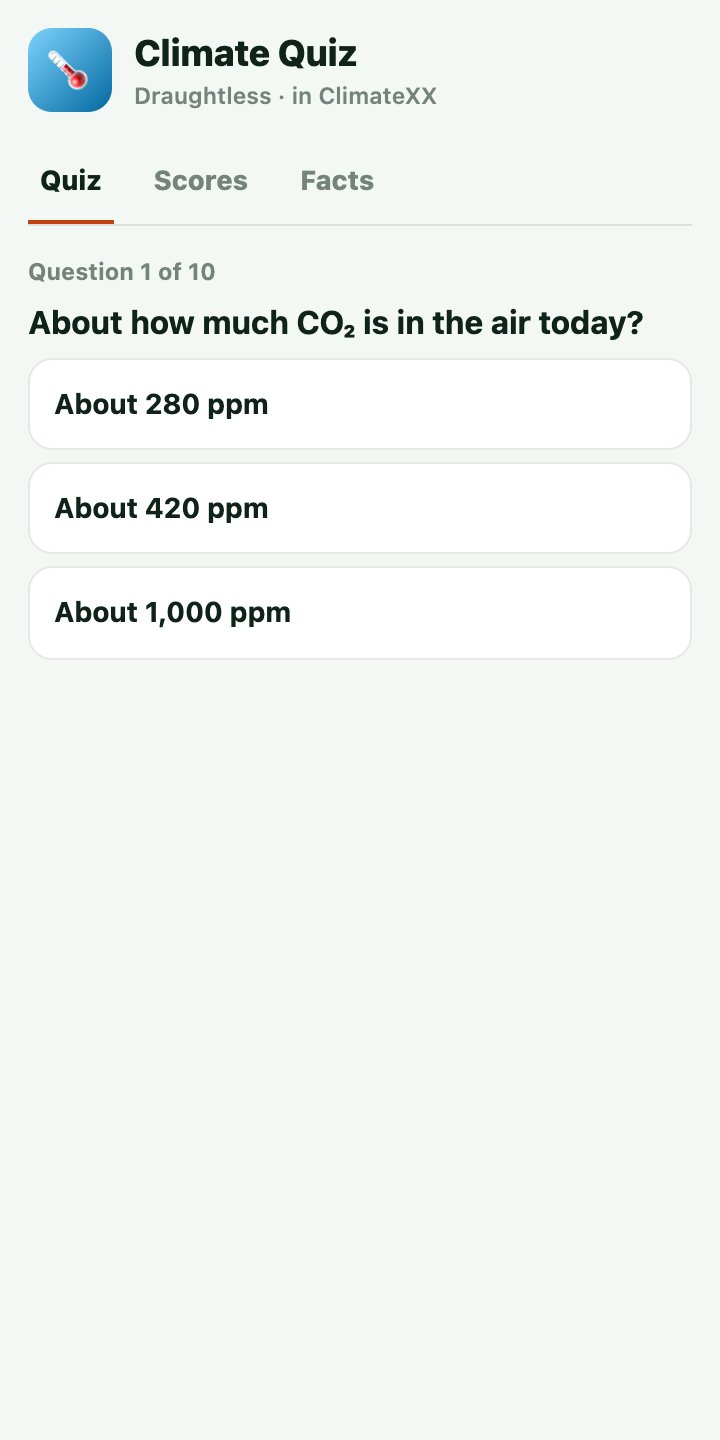 Climate Quiz
Draughtless · in ClimateXX
Quiz
Scores
Facts
Question 1 of 10
About how much CO₂ is in the air today?
About 280 ppm
About 420 ppm
About 1,000 ppm